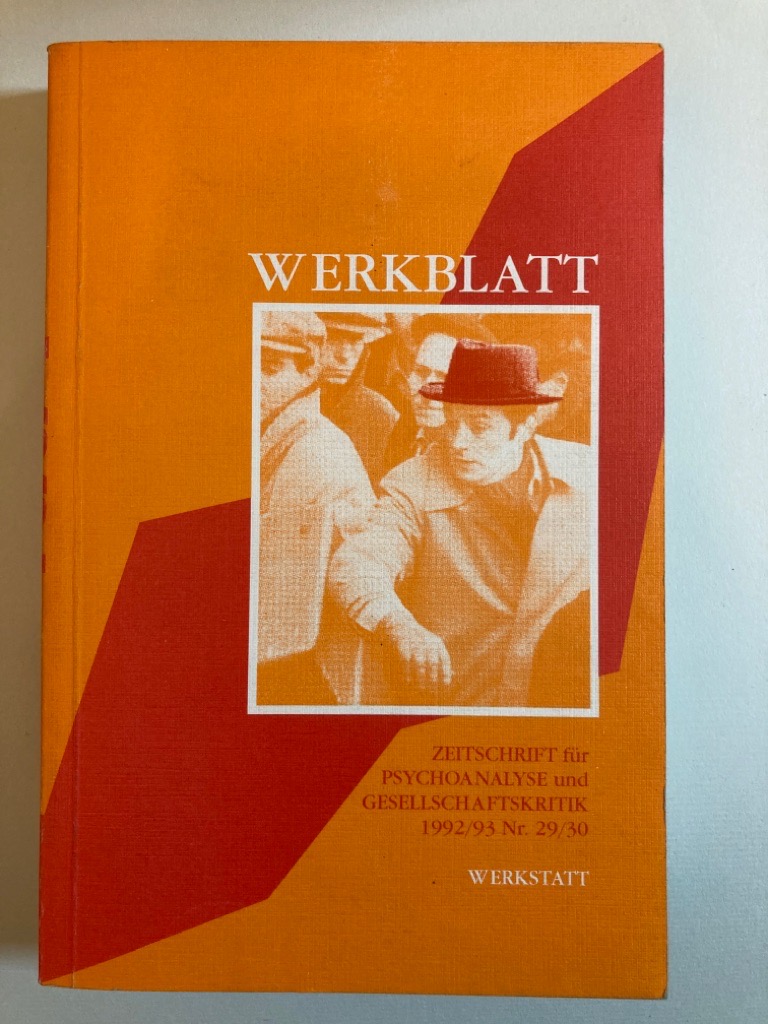 WERKBLATT
ZEITSCHRIFT für
PSYCHOANALYSE und
GESELLSCHAFTSKRITIK
1992/93 Nr. 29/30
WERKSTATT